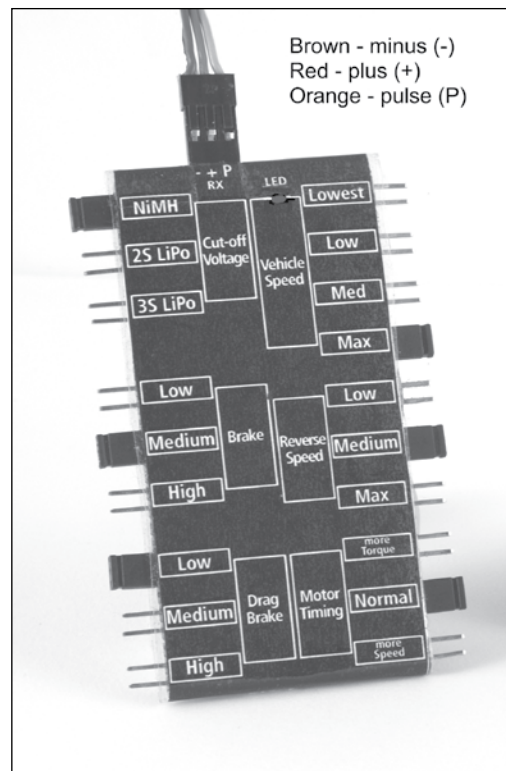 Brown - minus (-)
Red - plus (+)
Orange - pulse (P)
- + P
RX
LED
NiMH
2S LiPo
3S LiPo
Cut-off
Voltage
Vehicle
Speed
Lowest
Low
Med
Max
Low
Medium
High
Brake
Reverse
Speed
Low
Medium
Max
Low
Medium
High
Drag
Brake
Motor
Timing
more
Torque
Normal
more
Speed